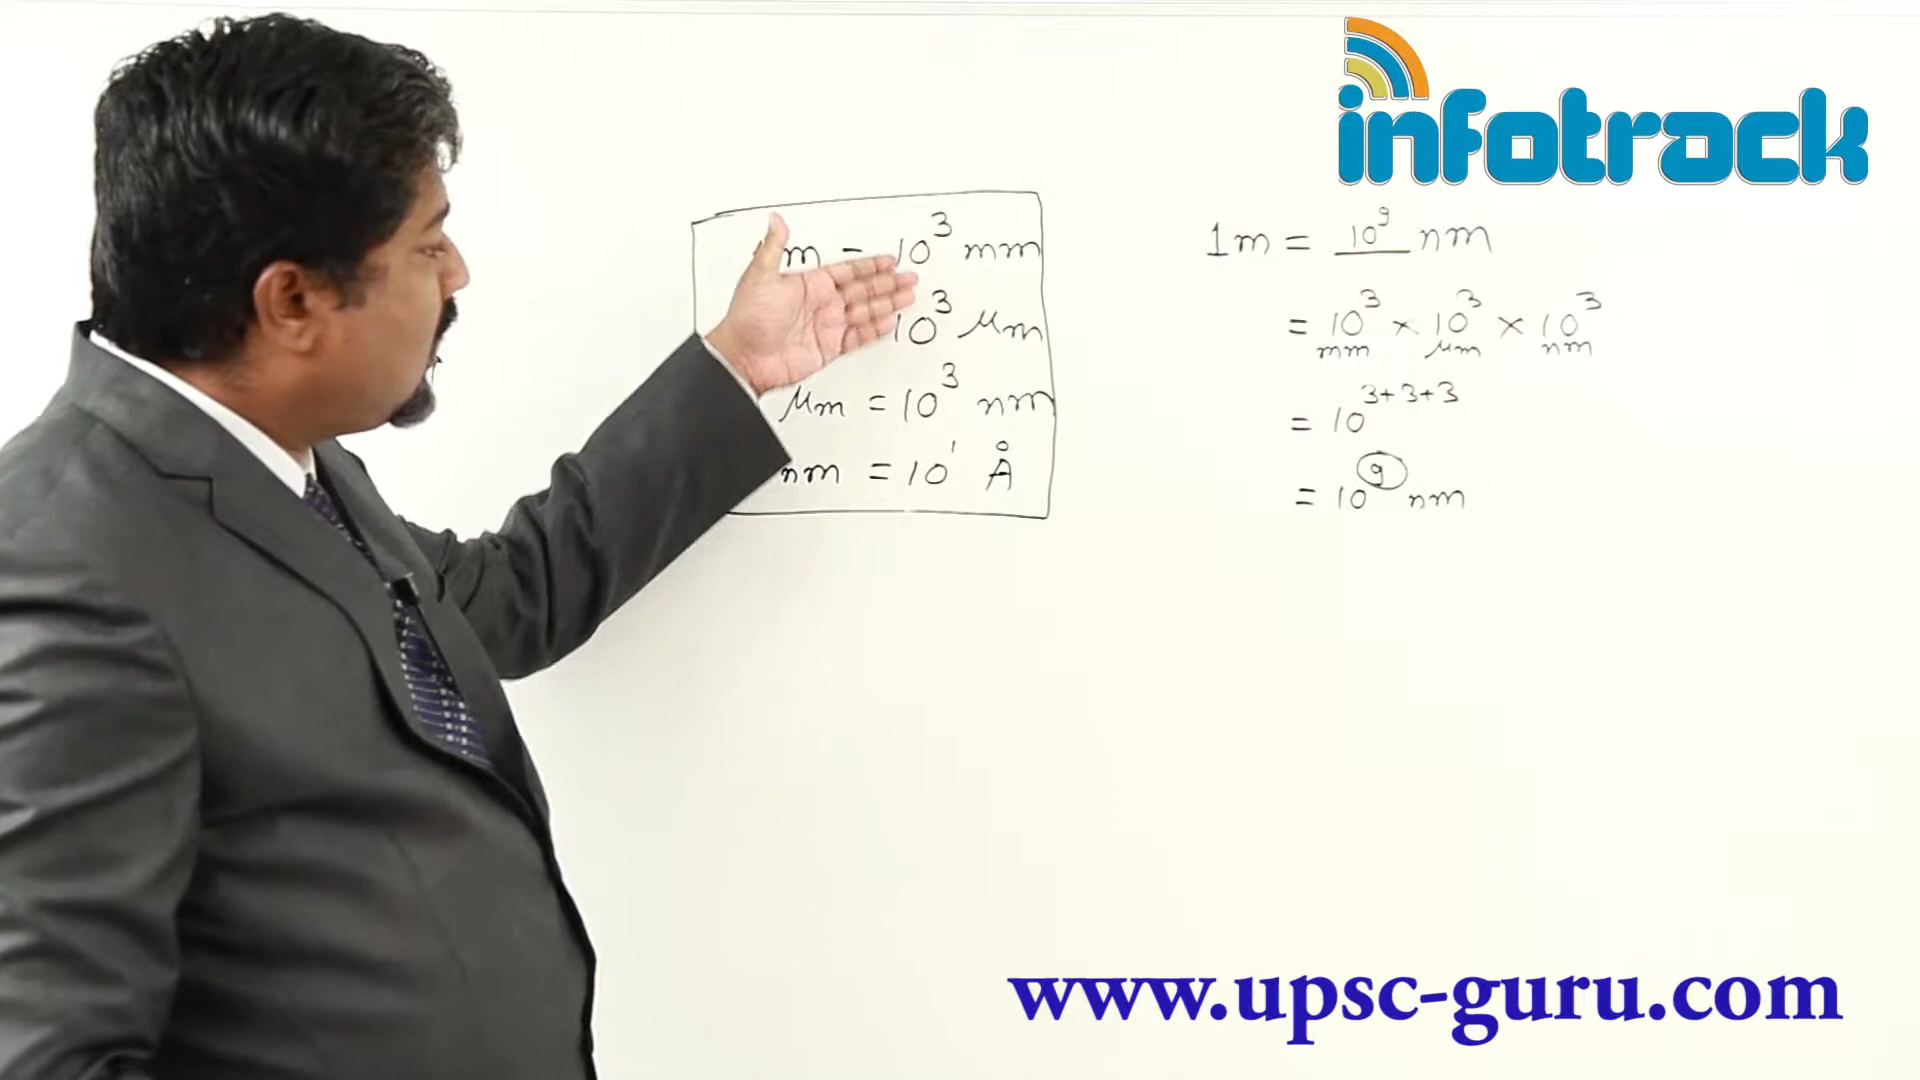 infotrack
m = 10³ mm
10³ μm
μm = 10³ nm
nm = 10¹ Å
1m = 10⁹ nm
= 10³ × 10³ × 10³
mm μm nm
= 10³⁺³⁺³
= 10⁹ nm
www.upsc-guru.com